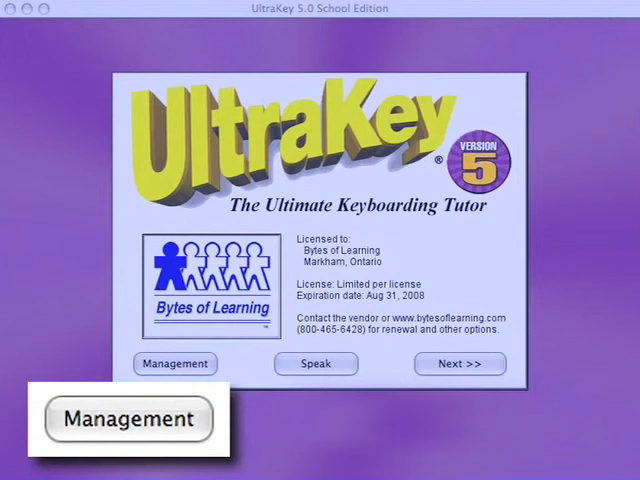 UltraKey 5.0 School Edition
UltraKey®
VERSION
5
The Ultimate Keyboarding Tutor
Bytes of Learning™
Licensed to:
Bytes of Learning
Markham, Ontario
License: Limited per license
Expiration date: Aug 31, 2008
Contact the vendor or www.bytesoflearning.com
(800-465-6428) for renewal and other options.
Management
Speak
Next >>
Management